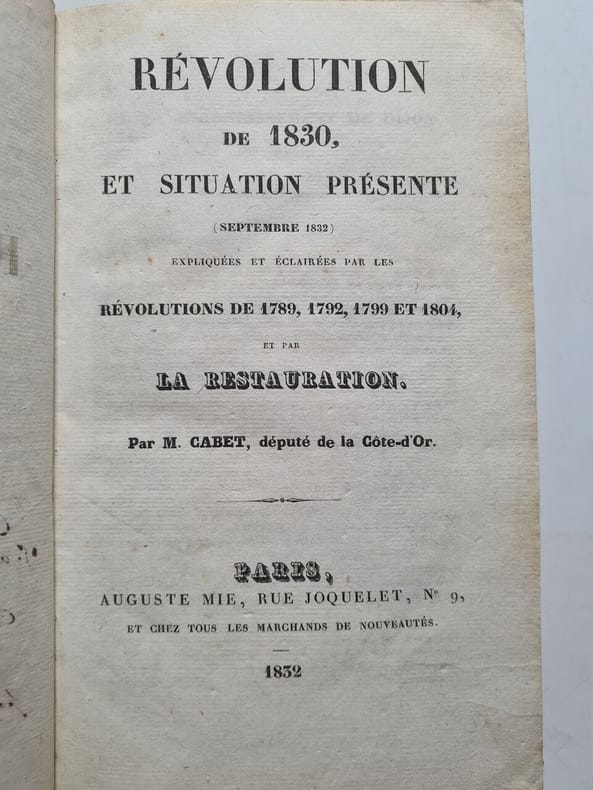 RÉVOLUTION
DE 1830,
ET SITUATION PRÉSENTE
(SEPTEMBRE 1832)
EXPLIQUÉES ET ÉCLAIRÉES PAR LES
RÉVOLUTIONS DE 1789, 1792, 1799 ET 1804,
ET PAR
LA RESTAURATION.
Par M. CABET, député de la Côte-d'Or.
PARIS,
AUGUSTE MIE, RUE JOQUELET, N° 9,
ET CHEZ TOUS LES MARCHANDS DE NOUVEAUTÉS.
1832